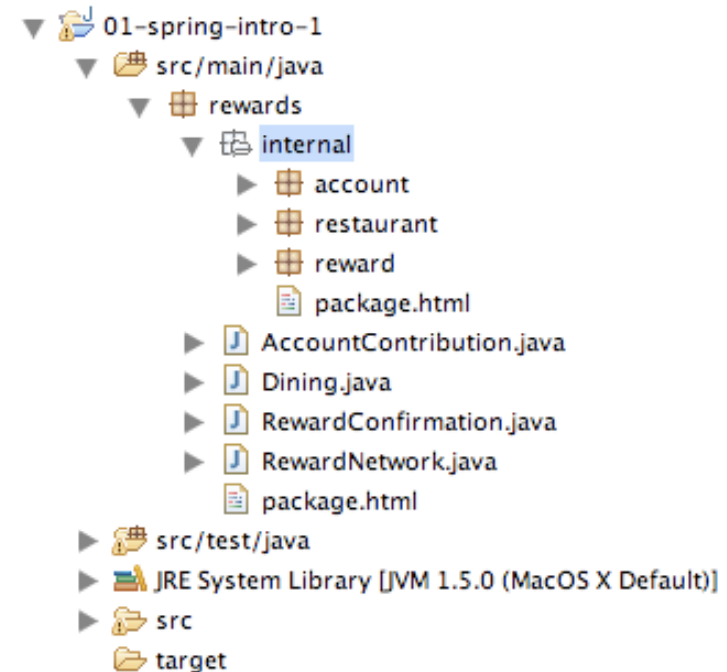 01-spring-intro-1
src/main/java
rewards
internal
account
restaurant
reward
package.html
AccountContribution.java
Dining.java
RewardConfirmation.java
RewardNetwork.java
package.html
src/test/java
JRE System Library [JVM 1.5.0 (MacOS X Default)]
src
target